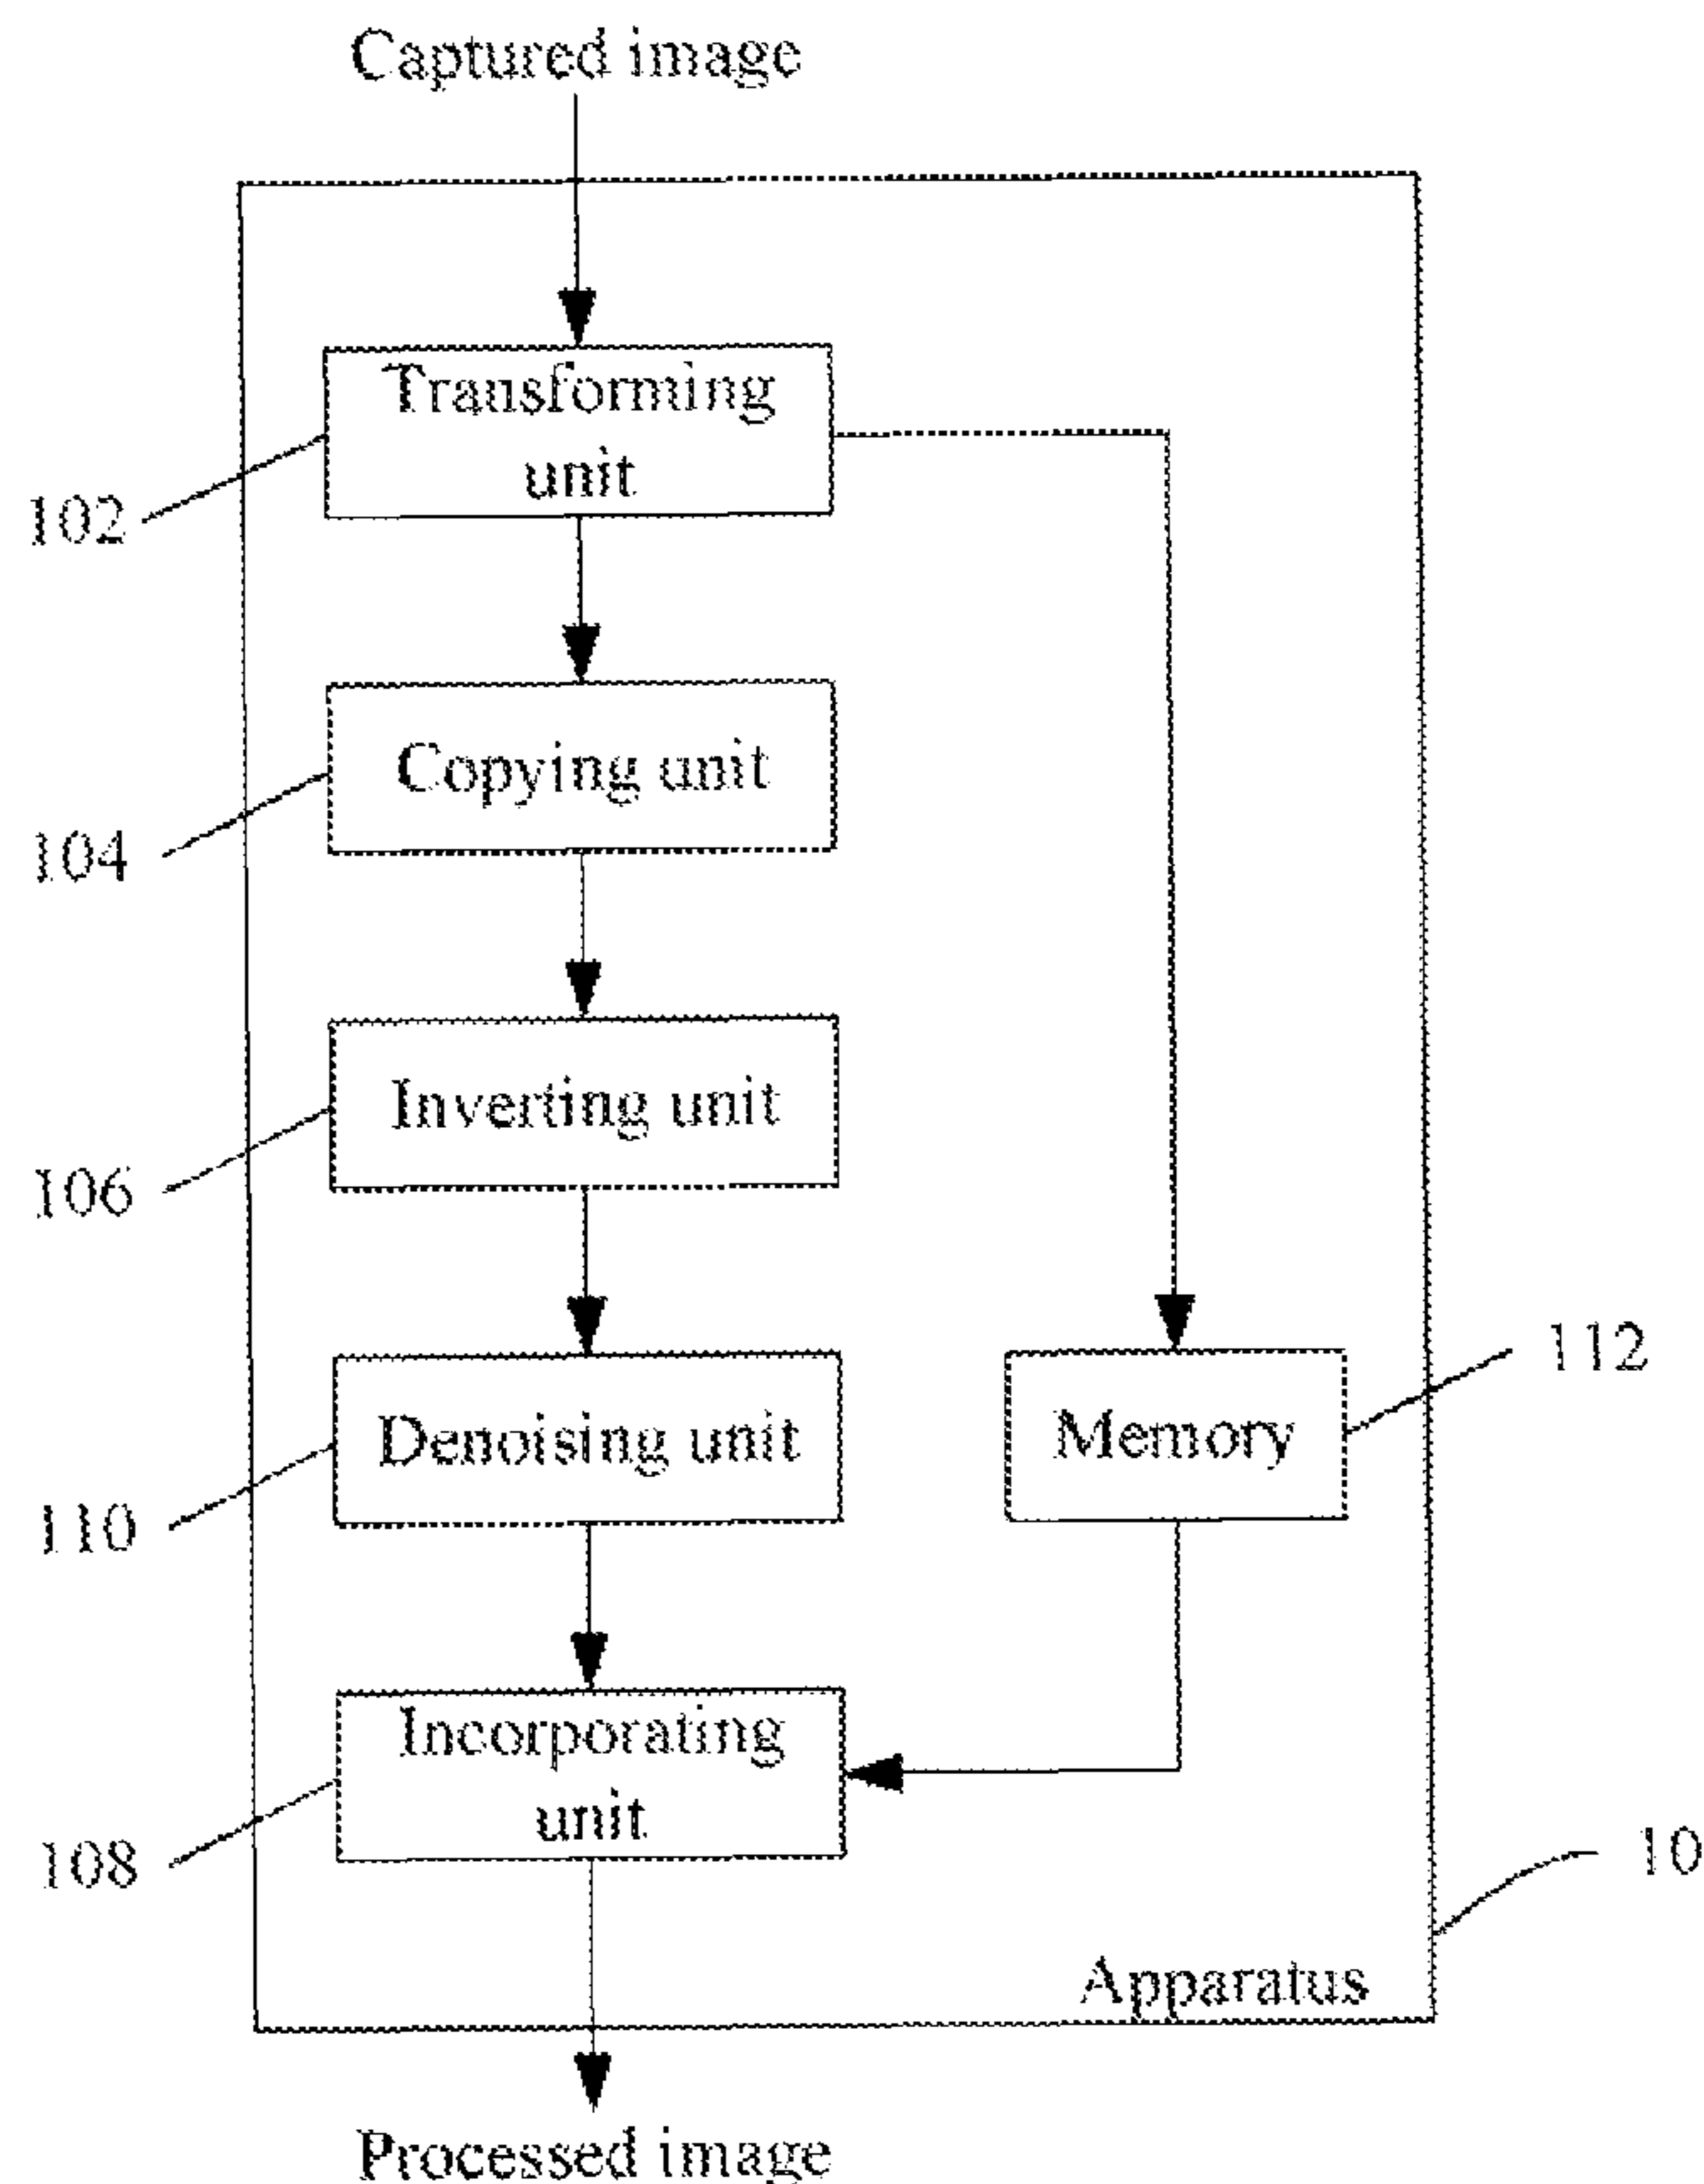 Captured image
Transforming
unit
102
Copying unit
104
Inverting unit
106
Denoising unit
110
Memory
112
Incorporating
unit
108
10
Apparatus
Processed image